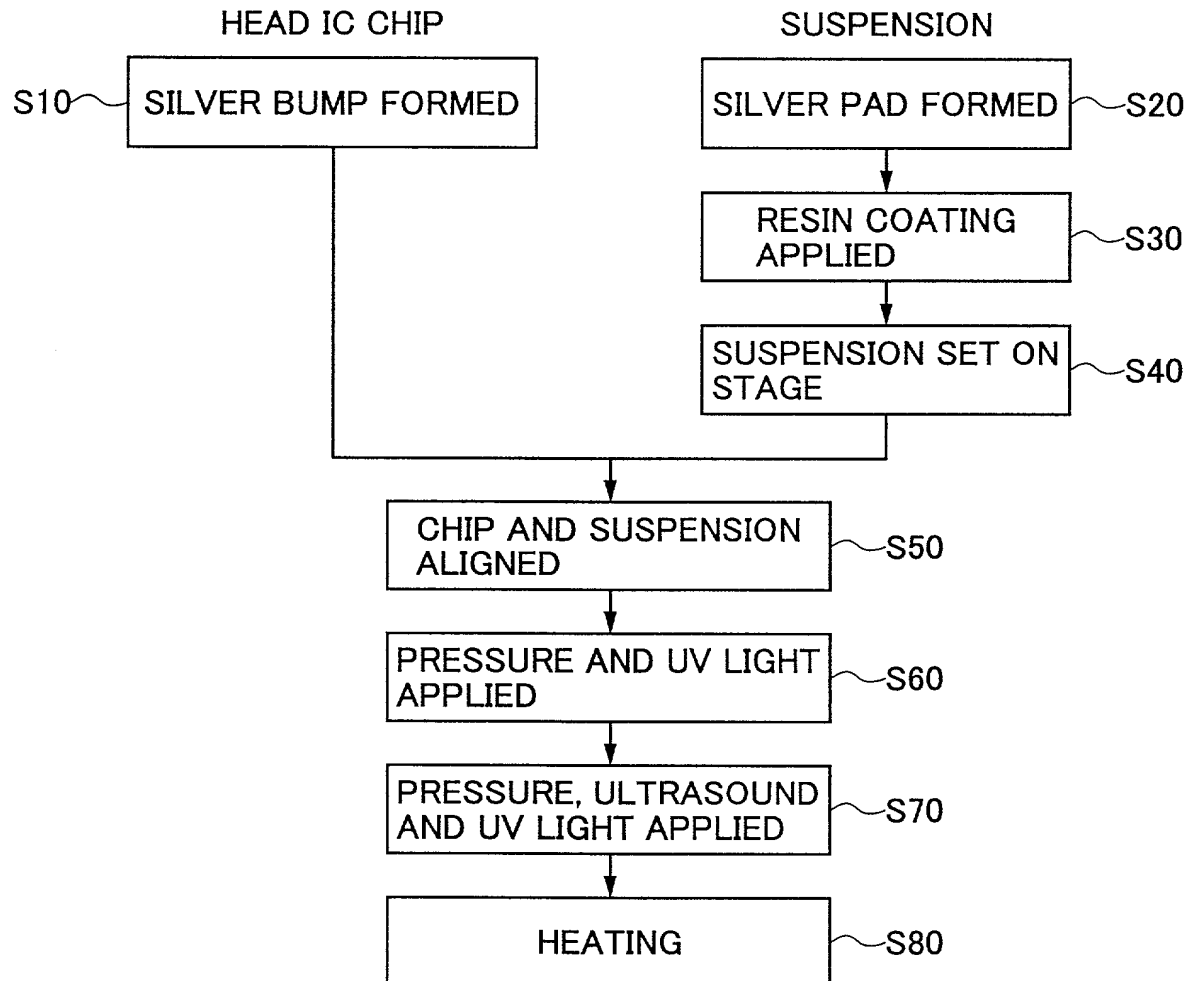 HEAD IC CHIP
SUSPENSION
S10
SILVER BUMP FORMED
SILVER PAD FORMED
S20
RESIN COATING
APPLIED
S30
SUSPENSION SET ON
STAGE
S40
CHIP AND SUSPENSION
ALIGNED
S50
PRESSURE AND UV LIGHT
APPLIED
S60
PRESSURE, ULTRASOUND
AND UV LIGHT APPLIED
S70
HEATING
S80